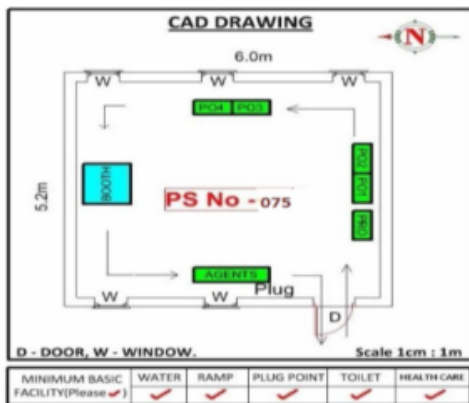 CAD DRAWING
N
6.0m
W W W
PO4 PO3
5.2m
BOOTH
PO2
PO1
PS No - 075
PRO
AGENTS
Plug
W W
D
D - DOOR, W - WINDOW. Scale 1cm : 1m
MINIMUM BASIC FACILITY(Please ✓) WATER RAMP PLUG POINT TOILET HEALTH CARE
✓ ✓ ✓ ✓ ✓